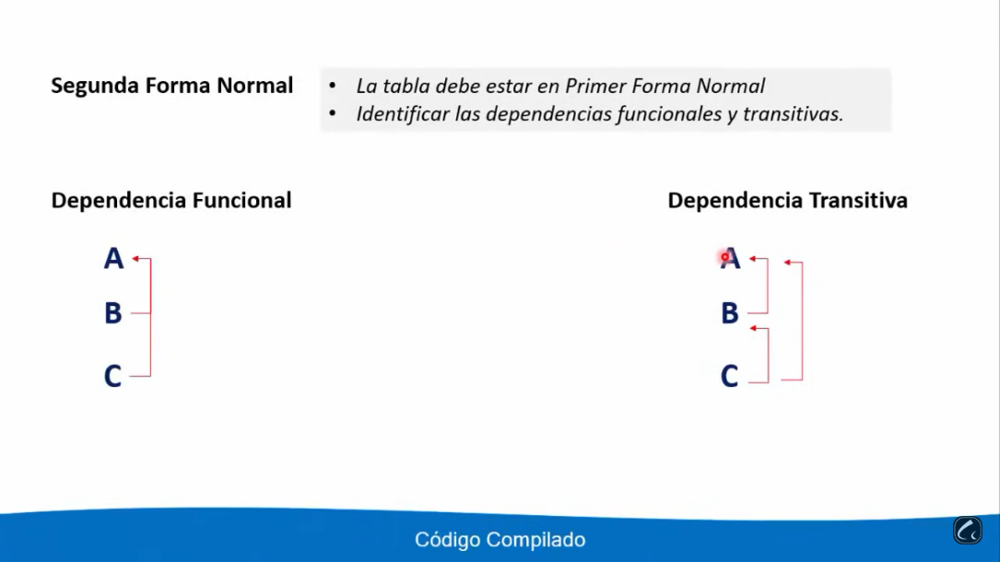 Segunda Forma Normal
• La tabla debe estar en Primer Forma Normal
• Identificar las dependencias funcionales y transitivas.
Dependencia Funcional
A
B
C
Dependencia Transitiva
A
B
C
Código Compilado